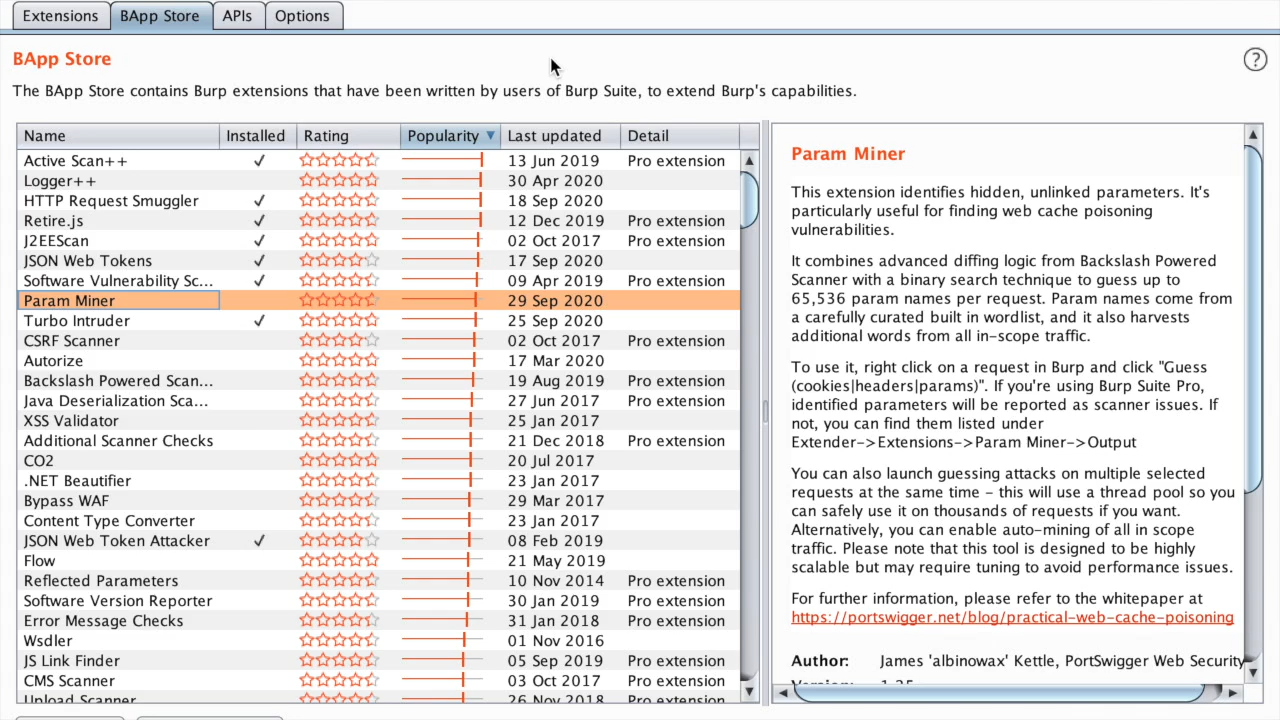 Extensions BApp Store APIs Options
BApp Store
The BApp Store contains Burp extensions that have been written by users of Burp Suite, to extend Burp's capabilities.
Name Installed Rating Popularity Last updated Detail
Active Scan++ ✓ 13 Jun 2019 Pro extension
Logger++ 30 Apr 2020
HTTP Request Smuggler ✓ 18 Sep 2020
Retire.js ✓ 12 Dec 2019 Pro extension
J2EEScan ✓ 02 Oct 2017 Pro extension
JSON Web Tokens ✓ 17 Sep 2020
Software Vulnerability Sc... ✓ 09 Apr 2019 Pro extension
Param Miner 29 Sep 2020
Turbo Intruder ✓ 25 Sep 2020
CSRF Scanner 02 Oct 2017 Pro extension
Autorize 17 Mar 2020
Backslash Powered Scan... 19 Aug 2019 Pro extension
Java Deserialization Sca... 27 Jun 2017 Pro extension
XSS Validator 25 Jan 2017
Additional Scanner Checks 21 Dec 2018 Pro extension
CO2 20 Jul 2017
.NET Beautifier 23 Jan 2017
Bypass WAF 29 Mar 2017
Content Type Converter 23 Jan 2017
JSON Web Token Attacker ✓ 08 Feb 2019
Flow 21 May 2019
Reflected Parameters 10 Nov 2014 Pro extension
Software Version Reporter 30 Jan 2019 Pro extension
Error Message Checks 31 Jan 2018 Pro extension
Wsdler 01 Nov 2016
JS Link Finder 05 Sep 2019 Pro extension
CMS Scanner 03 Oct 2017 Pro extension
Upload Scanner 26 Nov 2018 Pro extension
Param Miner
This extension identifies hidden, unlinked parameters. It's
particularly useful for finding web cache poisoning
vulnerabilities.
It combines advanced diffing logic from Backslash Powered
Scanner with a binary search technique to guess up to
65,536 param names per request. Param names come from
a carefully curated built in wordlist, and it also harvests
additional words from all in-scope traffic.
To use it, right click on a request in Burp and click "Guess
(cookies|headers|params)". If you're using Burp Suite Pro,
identified parameters will be reported as scanner issues. If
not, you can find them listed under
Extender->Extensions->Param Miner->Output
You can also launch guessing attacks on multiple selected
requests at the same time – this will use a thread pool so you
can safely use it on thousands of requests if you want.
Alternatively, you can enable auto-mining of all in scope
traffic. Please note that this tool is designed to be highly
scalable but may require tuning to avoid performance issues.
For further information, please refer to the whitepaper at
https://portswigger.net/blog/practical-web-cache-poisoning
Author: James 'albinowax' Kettle, PortSwigger Web Security